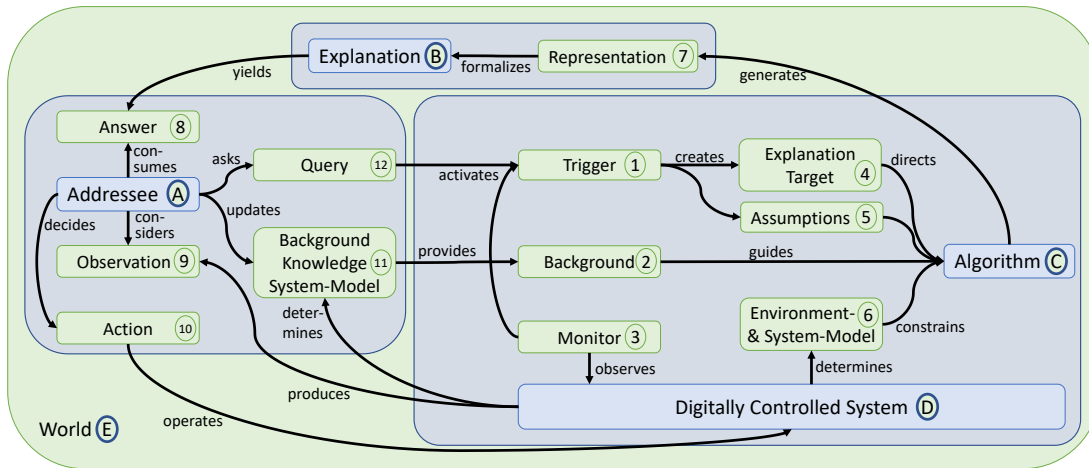 Explanation B
formalizes
Representation 7
yields
generates
Answer 8
con-
sumes
asks
Query 12
activates
Trigger 1
creates
Explanation
Target 4
directs
Addressee A
decides
con-
siders
updates
Assumptions 5
Observation 9
Background
Knowledge 11
System-Model
provides
Background 2
guides
Algorithm C
deter-
mines
Action 10
Monitor 3
observes
Environment- 6
& System-Model
constrains
determines
produces
operates
Digitally Controlled System D
World E